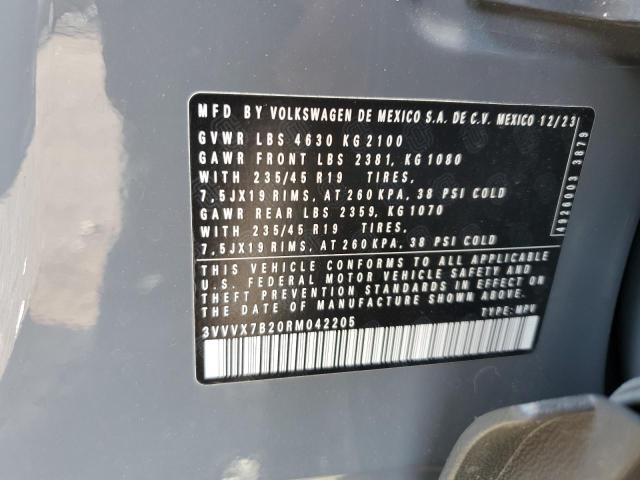 MFD BY VOLKSWAGEN DE MEXICO S.A. DE C.V. MEXICO 12/23
GVWR LBS 4630 KG 2100
GAWR FRONT LBS 2381, KG 1080
WITH 235/45 R19 TIRES,
7,5JX19 RIMS, AT 260 KPA, 38 PSI COLD
GAWR REAR LBS 2359, KG 1070
WITH 235/45 R19 TIRES,
7,5JX19 RIMS, AT 260 KPA, 38 PSI COLD
THIS VEHICLE CONFORMS TO ALL APPLICABLE
U.S. FEDERAL MOTOR VEHICLE SAFETY AND
THEFT PREVENTION STANDARDS IN EFFECT ON
THE DATE OF MANUFACTURE SHOWN ABOVE
3VVVX7B20RM042205
TYPE: MPV
4926003 3879